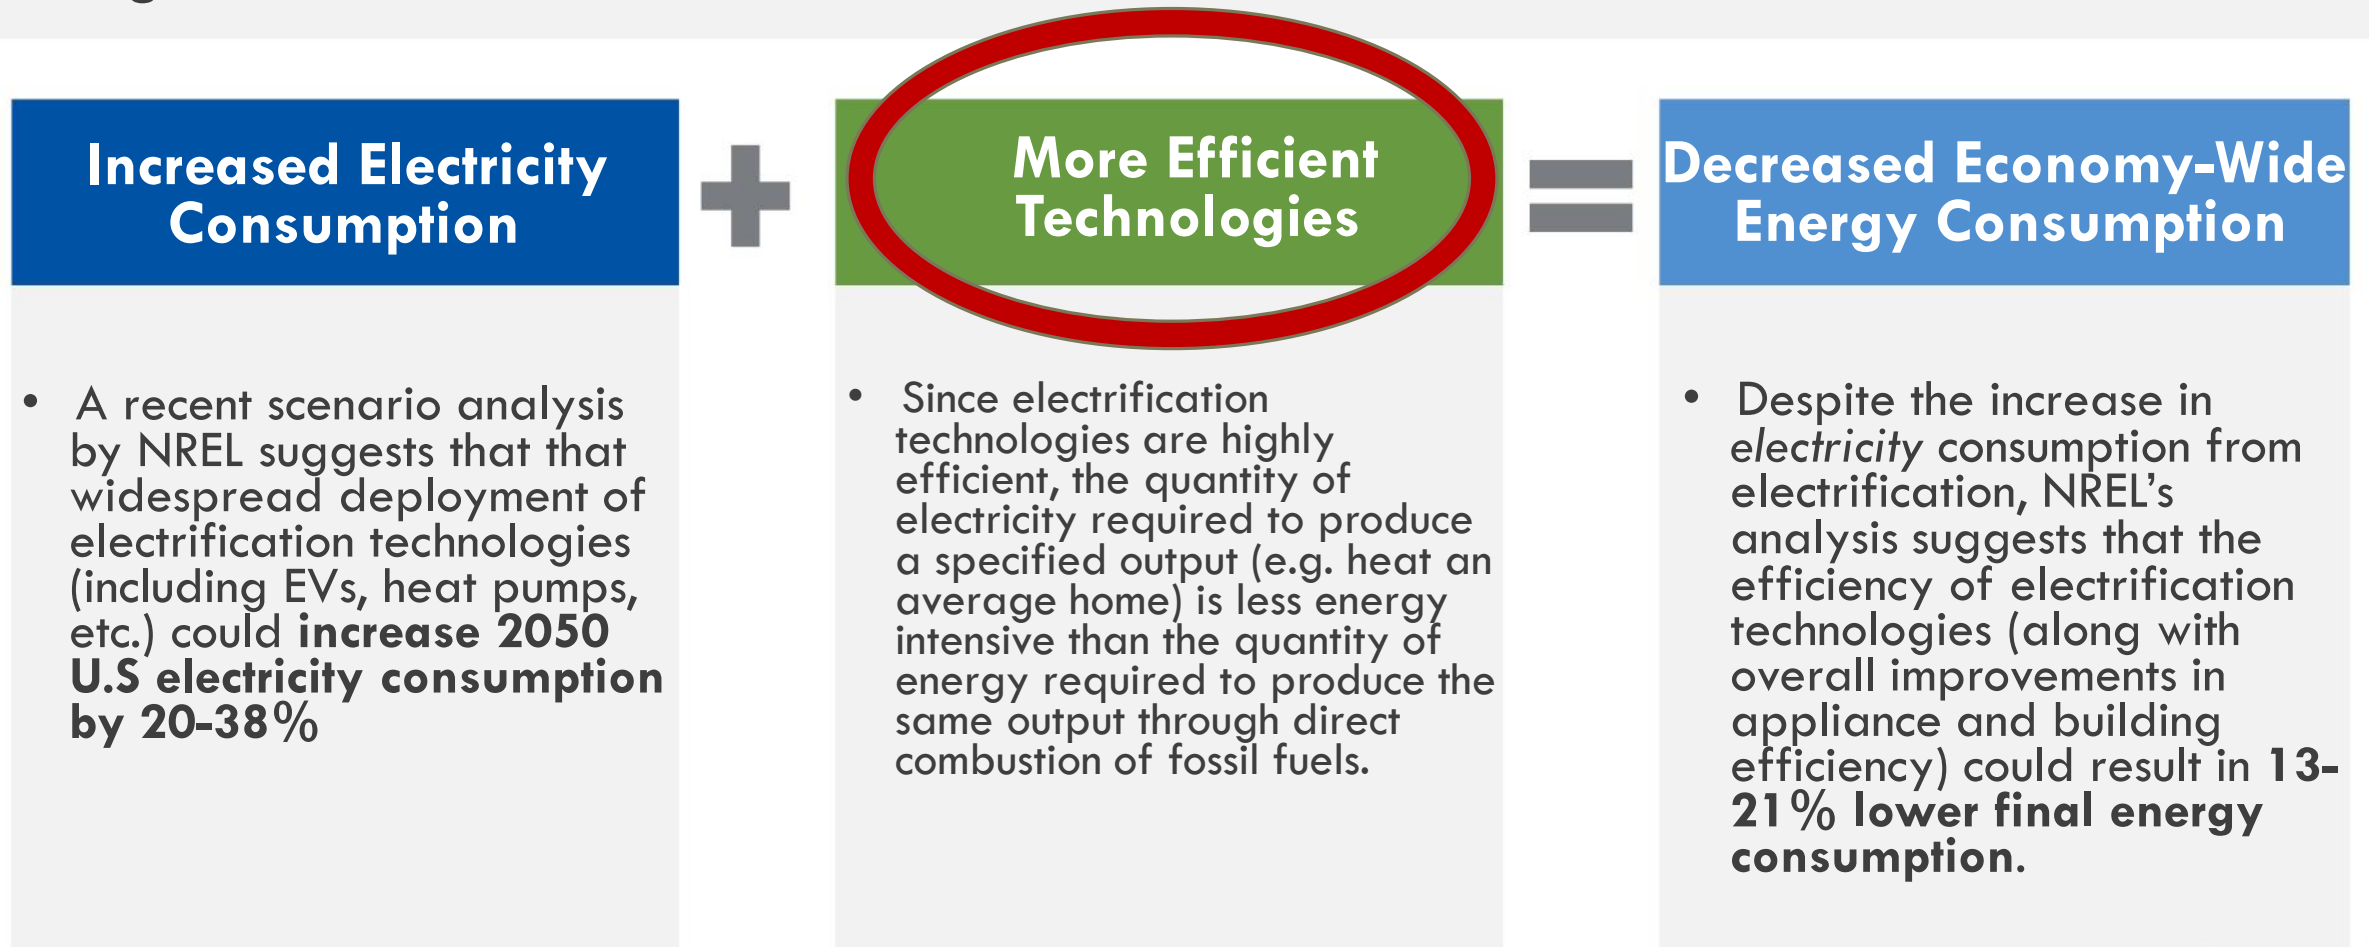 Increased Electricity
Consumption
More Efficient
Technologies
Decreased Economy-Wide
Energy Consumption
• A recent scenario analysis
by NREL suggests that that
widespread deployment of
electrification technologies
(including EVs, heat pumps,
etc.) could increase 2050
U.S electricity consumption
by 20-38%
• Since electrification
technologies are highly
efficient, the quantity of
electricity required to produce
a specified output (e.g. heat an
average home) is less energy
intensive than the quantity of
energy required to produce the
same output through direct
combustion of fossil fuels.
• Despite the increase in
electricity consumption from
electrification, NREL’s
analysis suggests that the
efficiency of electrification
technologies (along with
overall improvements in
appliance and building
efficiency) could result in 13-
21% lower final energy
consumption.